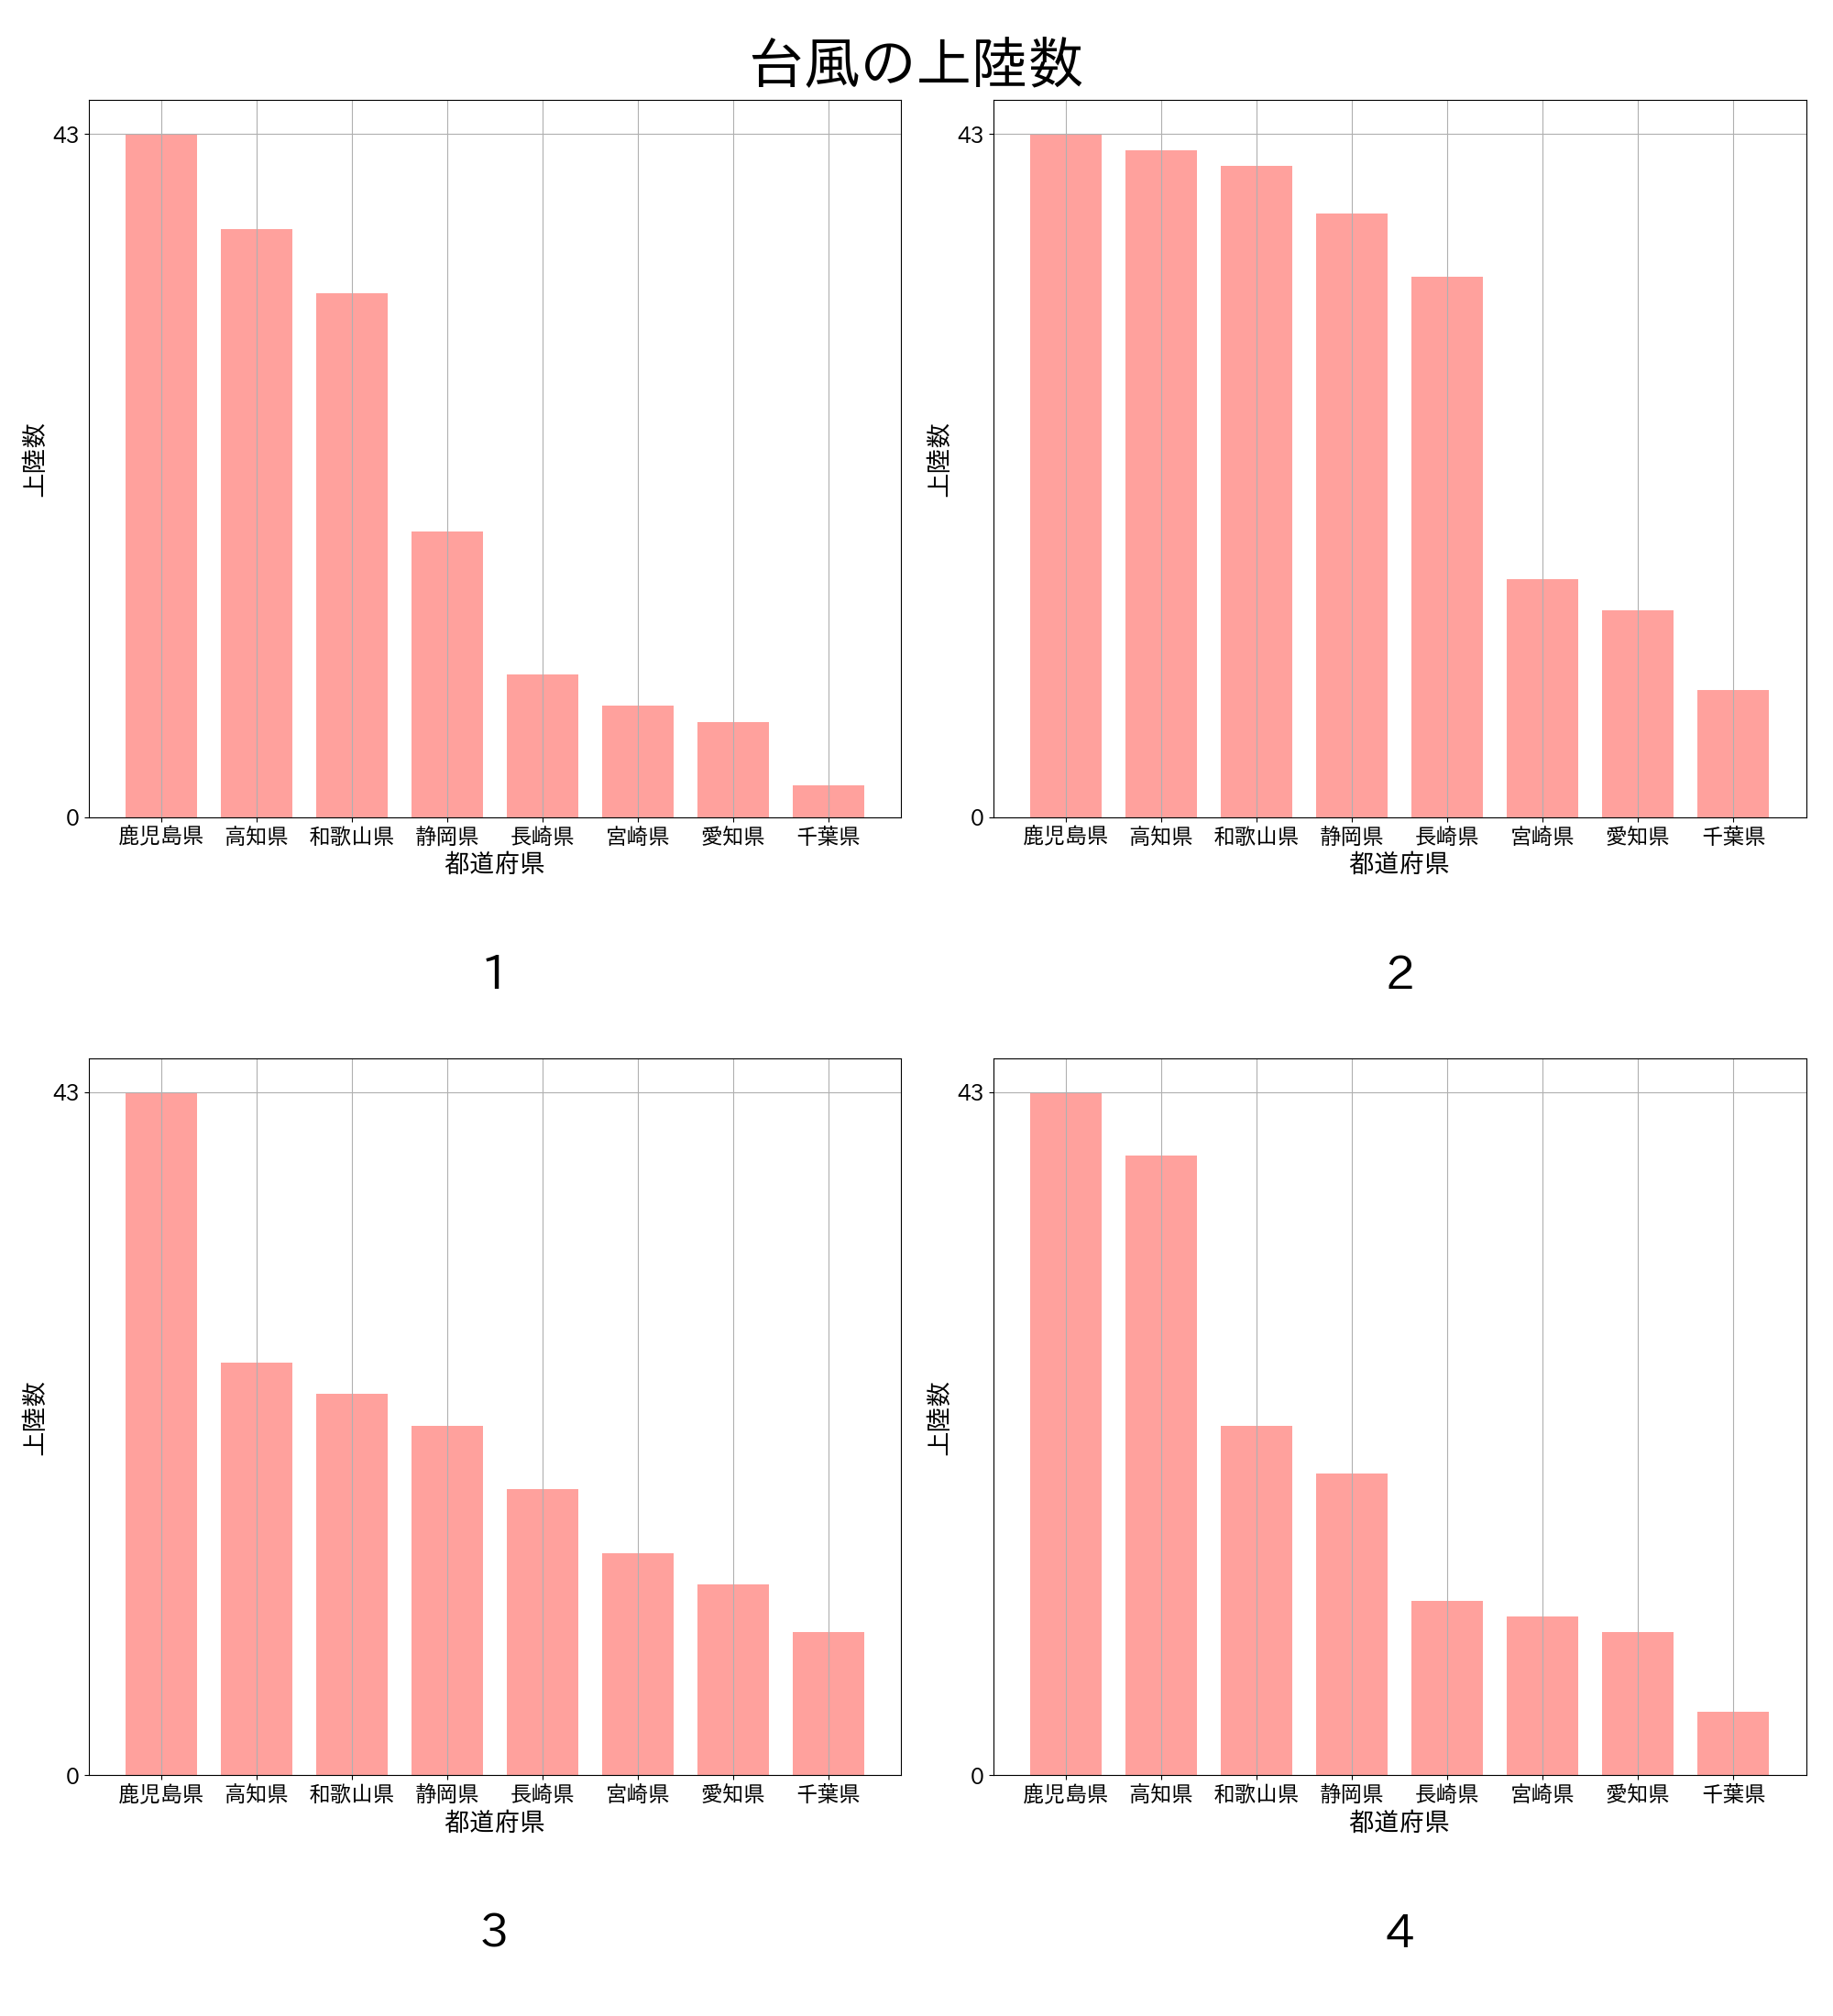 台風の上陸数
43
0
上陸数
鹿児島県 高知県 和歌山県 静岡県 長崎県 宮崎県 愛知県 千葉県
都道府県
1
43
0
上陸数
鹿児島県 高知県 和歌山県 静岡県 長崎県 宮崎県 愛知県 千葉県
都道府県
2
43
0
上陸数
鹿児島県 高知県 和歌山県 静岡県 長崎県 宮崎県 愛知県 千葉県
都道府県
3
43
0
上陸数
鹿児島県 高知県 和歌山県 静岡県 長崎県 宮崎県 愛知県 千葉県
都道府県
4